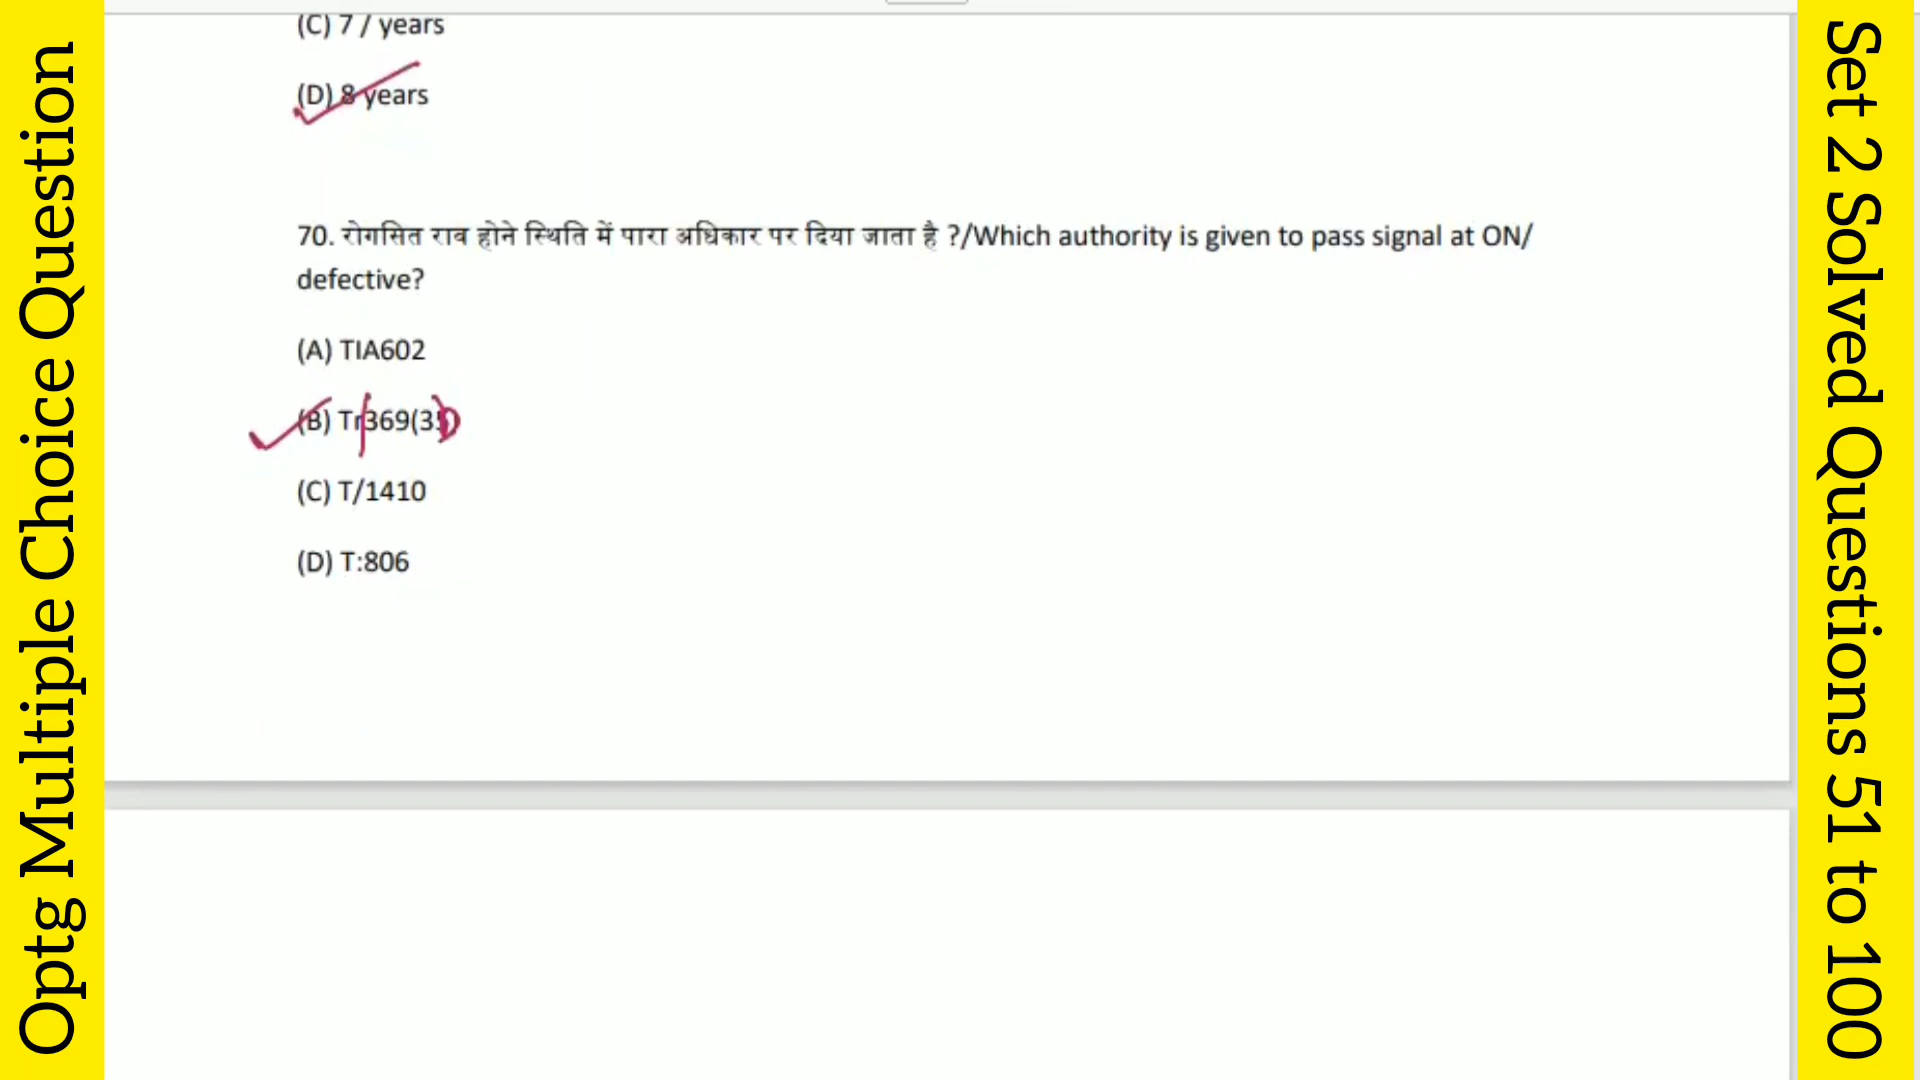 Optg Multiple Choice Question
(C) 7 / years
(D) 8 years
70. रोगसित राव होने स्थिति में पारा अधिकार पर दिया जाता है ?/Which authority is given to pass signal at ON/
defective?
(A) TIA602
(B) Tr369(3
(C) T/1410
(D) T:806
Set 2 Solved Questions 51 to 100